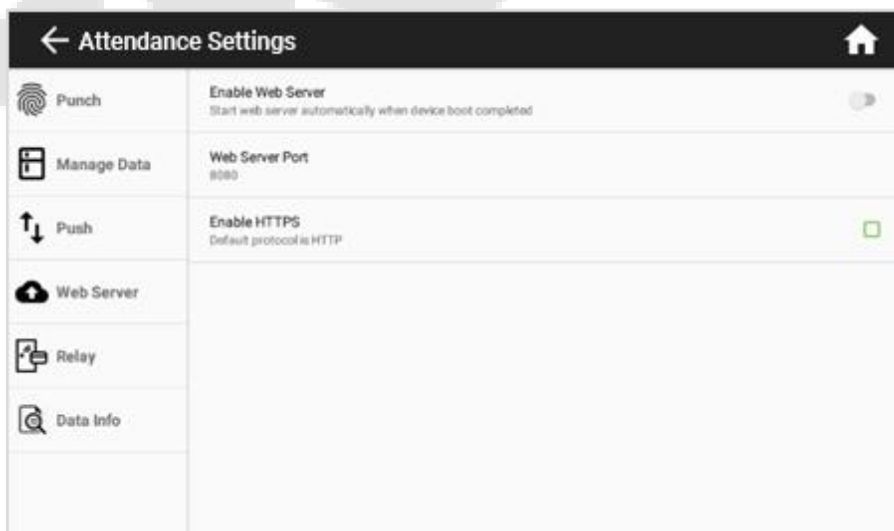 Attendance Settings
Punch
Manage Data
Push
Web Server
Relay
Data Info
Enable Web Server
Start web server automatically when device boot completed
Web Server Port
8080
Enable HTTPS
Default protocol is HTTP